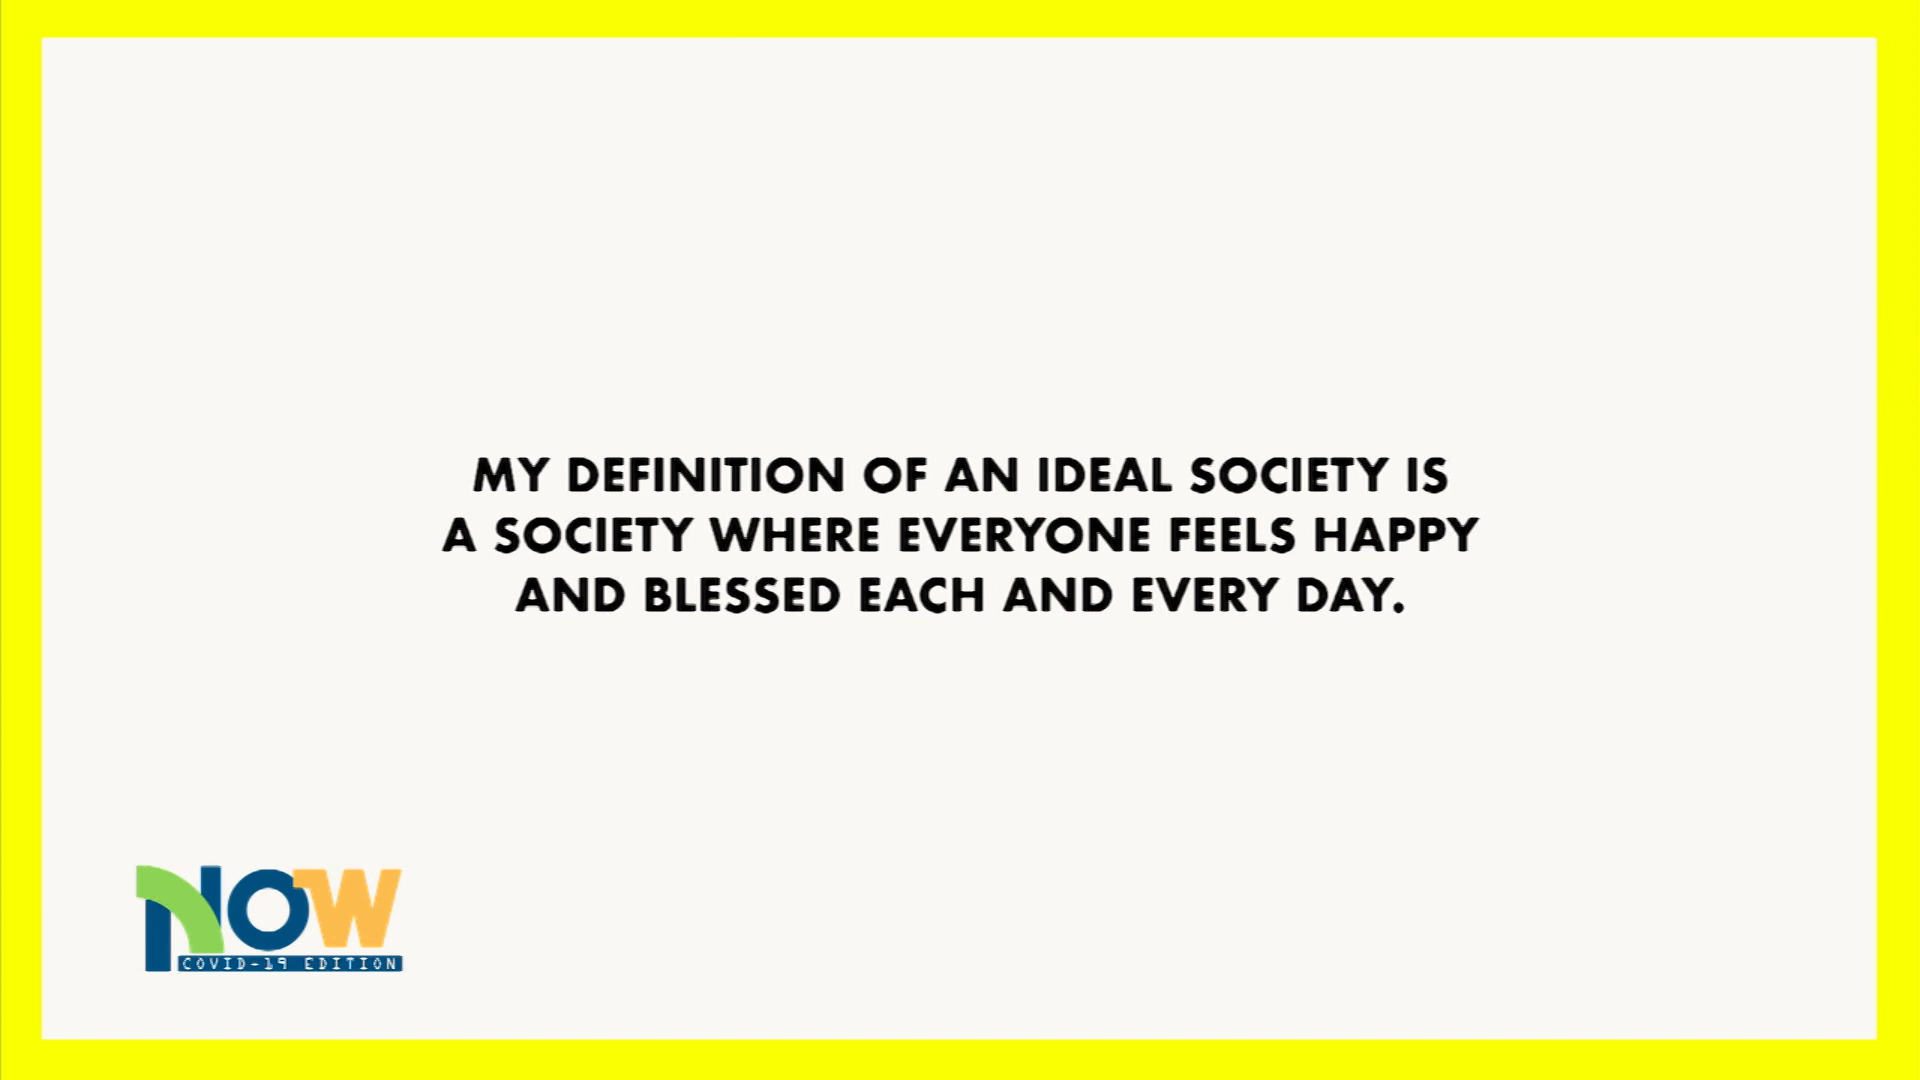 MY DEFINITION OF AN IDEAL SOCIETY IS
A SOCIETY WHERE EVERYONE FEELS HAPPY
AND BLESSED EACH AND EVERY DAY.
NOW
COVID-19 EDITION